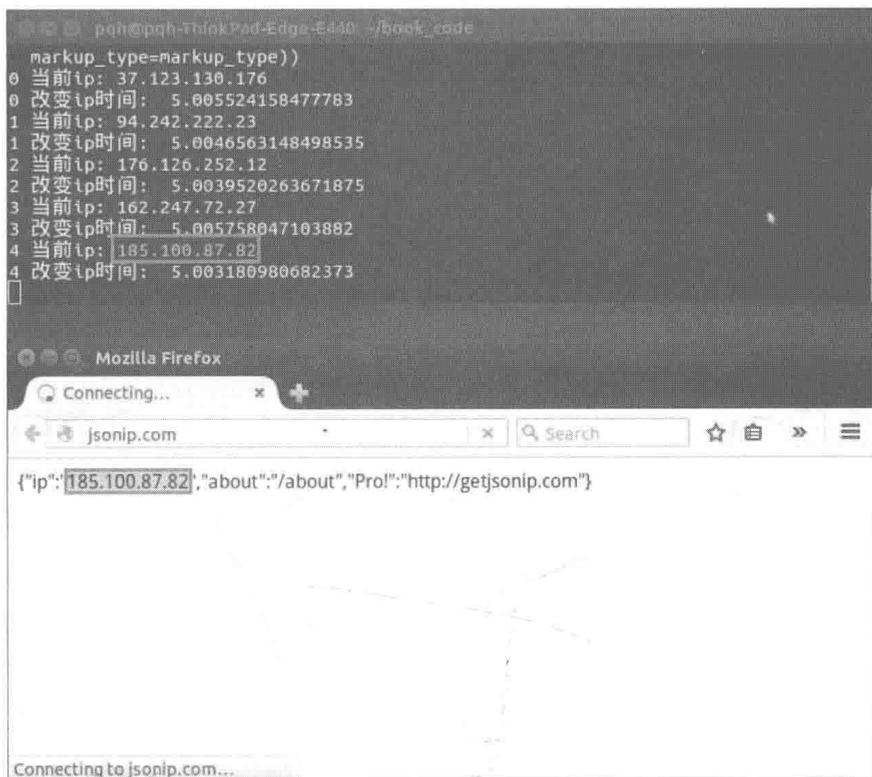 pqh@pqh-ThinkPad-Edge-E440: ~/book_code
markup_type=markup_type))
0 当前ip: 37.123.130.176
0 改变ip时间:  5.005524158477783
1 当前ip: 94.242.222.23
1 改变ip时间:  5.0046563148498535
2 当前ip: 176.126.252.12
2 改变ip时间:  5.0039520263671875
3 当前ip: 162.247.72.27
3 改变ip时间:  5.005758047103882
4 当前ip: 185.100.87.82
4 改变ip时间:  5.003180980682373
Mozilla Firefox
Connecting...
jsonip.com
Search
{"ip":"185.100.87.82","about":"/about","Pro!":"http://getjsonip.com"}
Connecting to jsonip.com...